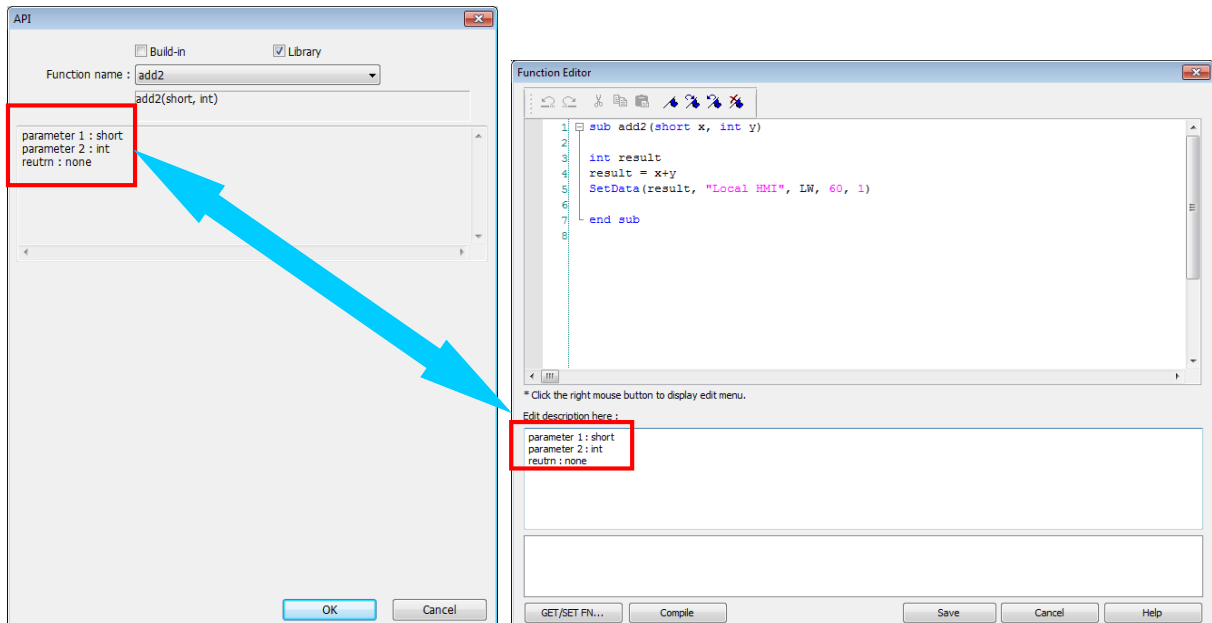 API
Build-in
Library
Function name :
add2
add2(short, int)
parameter 1 : short
parameter 2 : int
reutrn : none
OK
Cancel
Function Editor
1 sub add2(short x, int y)
2
3 int result
4 result = x+y
5 SetData(result, "Local HMI", LW, 60, 1)
6
7 end sub
8
* Click the right mouse button to display edit menu.
Edit description here :
parameter 1 : short
parameter 2 : int
reutrn : none
GET/SET FN...
Compile
Save
Cancel
Help